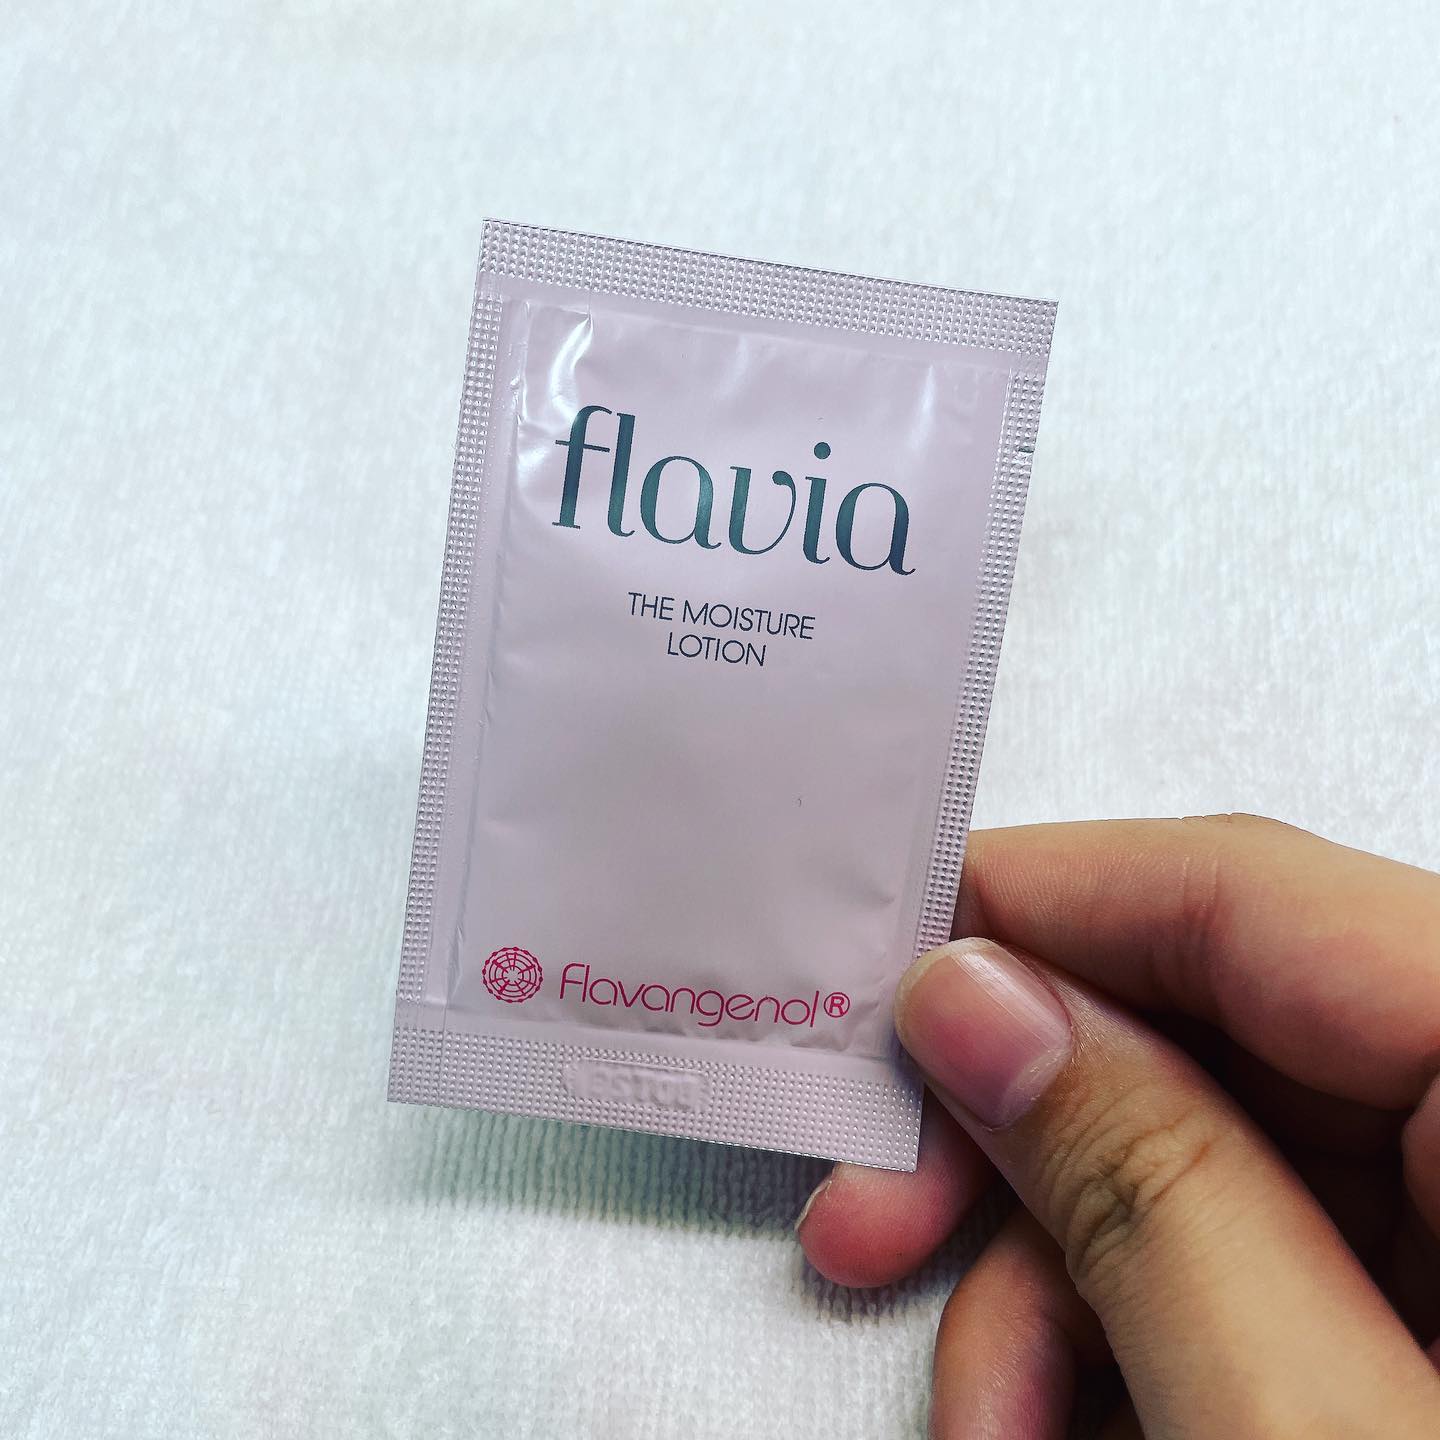 flavia
THE MOISTURE
LOTION
Flavangenol®